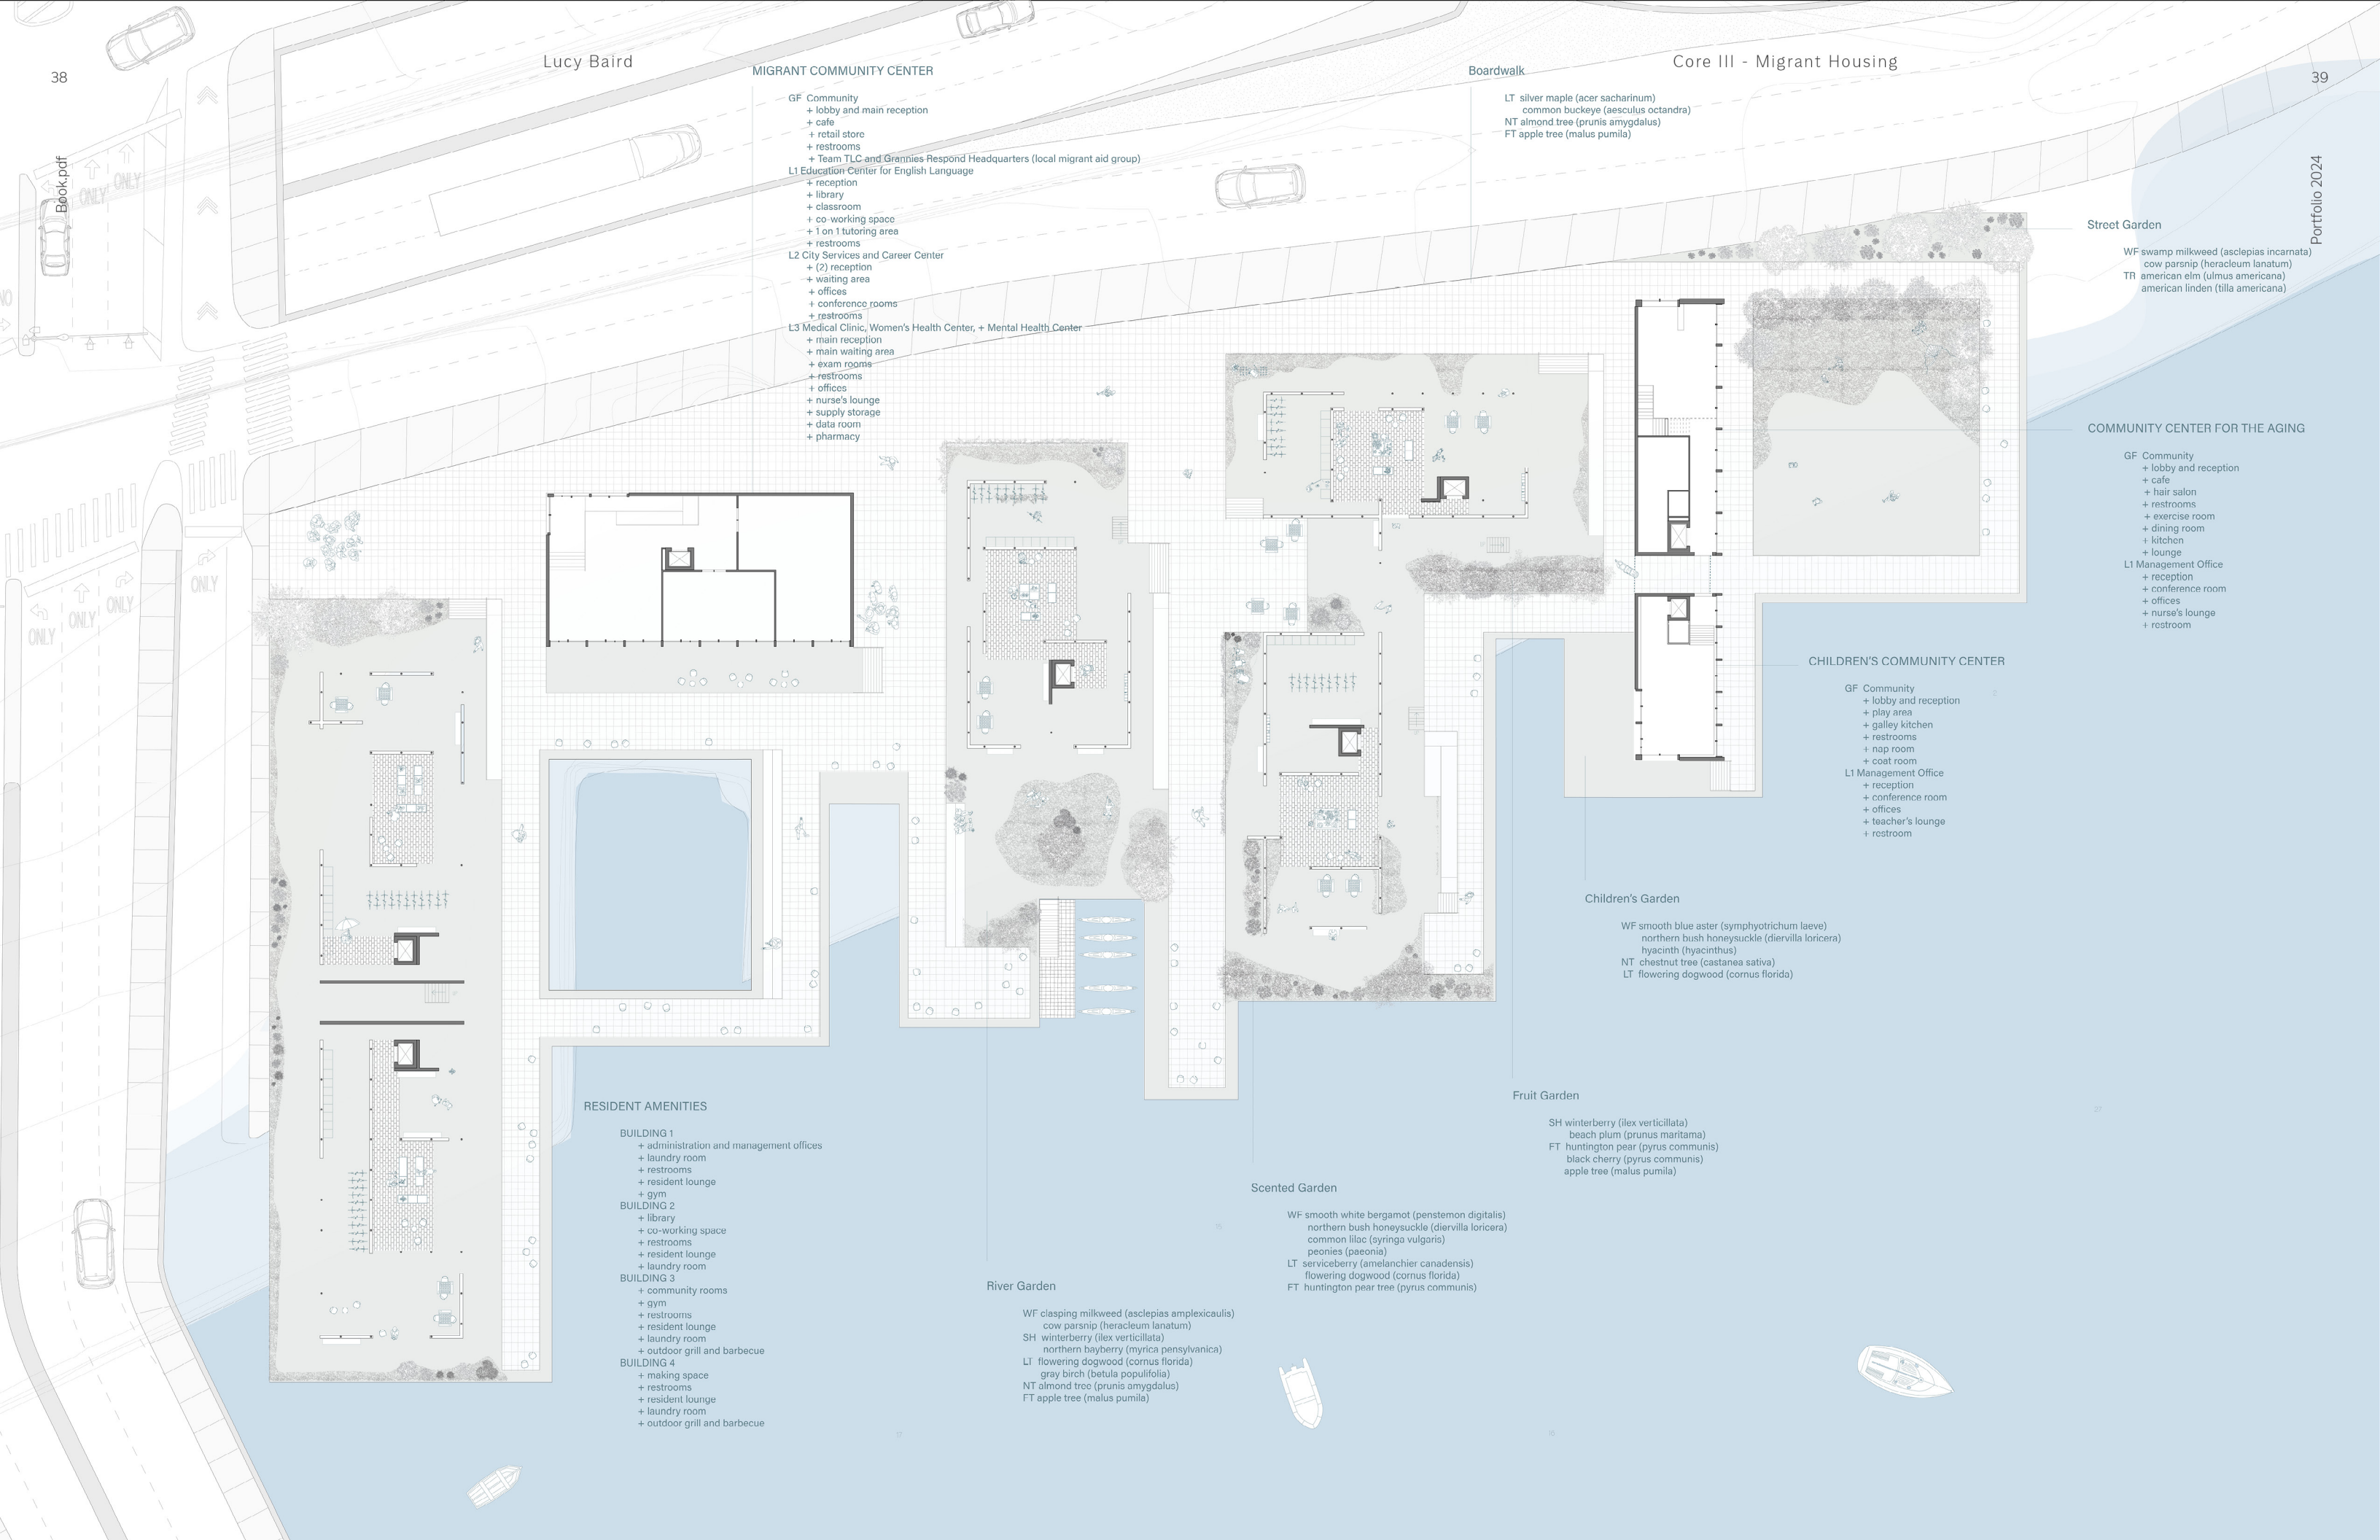 38
Lucy Baird
Core III - Migrant Housing
39
Book.pdf
Portfolio 2024
MIGRANT COMMUNITY CENTER
GF Community
+ lobby and main reception
+ cafe
+ retail store
+ restrooms
+ Team TLC and Grannies Respond Headquarters (local migrant aid group)
L1 Education Center for English Language
+ reception
+ library
+ classroom
+ co-working space
+ 1 on 1 tutoring area
+ restrooms
L2 City Services and Career Center
+ (2) reception
+ waiting area
+ offices
+ conference rooms
+ restrooms
L3 Medical Clinic, Women's Health Center, + Mental Health Center
+ main reception
+ main waiting area
+ exam rooms
+ restrooms
+ offices
+ nurse's lounge
+ supply storage
+ data room
+ pharmacy
Boardwalk
LT silver maple (acer sacharinum)
common buckeye (aesculus octandra)
NT almond tree (prunis amygdalus)
FT apple tree (malus pumila)
Street Garden
WF swamp milkweed (asclepias incarnata)
cow parsnip (heracleum lanatum)
TR american elm (ulmus americana)
american linden (tilla americana)
COMMUNITY CENTER FOR THE AGING
GF Community
+ lobby and reception
+ cafe
+ hair salon
+ restrooms
+ exercise room
+ dining room
+ kitchen
+ lounge
L1 Management Office
+ reception
+ conference room
+ offices
+ nurse's lounge
+ restroom
CHILDREN'S COMMUNITY CENTER
GF Community
+ lobby and reception
+ play area
+ galley kitchen
+ restrooms
+ nap room
+ coat room
L1 Management Office
+ reception
+ conference room
+ offices
+ teacher's lounge
+ restroom
Children's Garden
WF smooth blue aster (symphyotrichum laeve)
northern bush honeysuckle (diervilla loricera)
hyacinth (hyacinthus)
NT chestnut tree (castanea sativa)
LT flowering dogwood (cornus florida)
Fruit Garden
SH winterberry (ilex verticillata)
beach plum (prunus maritama)
FT huntington pear (pyrus communis)
black cherry (pyrus communis)
apple tree (malus pumila)
Scented Garden
WF smooth white bergamot (penstemon digitalis)
northern bush honeysuckle (diervilla loricera)
common lilac (syringa vulgaris)
peonies (paeonia)
LT serviceberry (amelanchier canadensis)
flowering dogwood (cornus florida)
FT huntington pear tree (pyrus communis)
River Garden
WF clasping milkweed (asclepias amplexicaulis)
cow parsnip (heracleum lanatum)
SH winterberry (ilex verticillata)
northern bayberry (myrica pensylvanica)
LT flowering dogwood (cornus florida)
gray birch (betula populifolia)
NT almond tree (prunis amygdalus)
FT apple tree (malus pumila)
RESIDENT AMENITIES
BUILDING 1
+ administration and management offices
+ laundry room
+ restrooms
+ resident lounge
+ gym
BUILDING 2
+ library
+ co-working space
+ restrooms
+ resident lounge
+ laundry room
BUILDING 3
+ community rooms
+ gym
+ restrooms
+ resident lounge
+ laundry room
+ outdoor grill and barbecue
BUILDING 4
+ making space
+ restrooms
+ resident lounge
+ laundry room
+ outdoor grill and barbecue
ONLY
ONLY
ONLY
ONLY
ONLY
ONLY